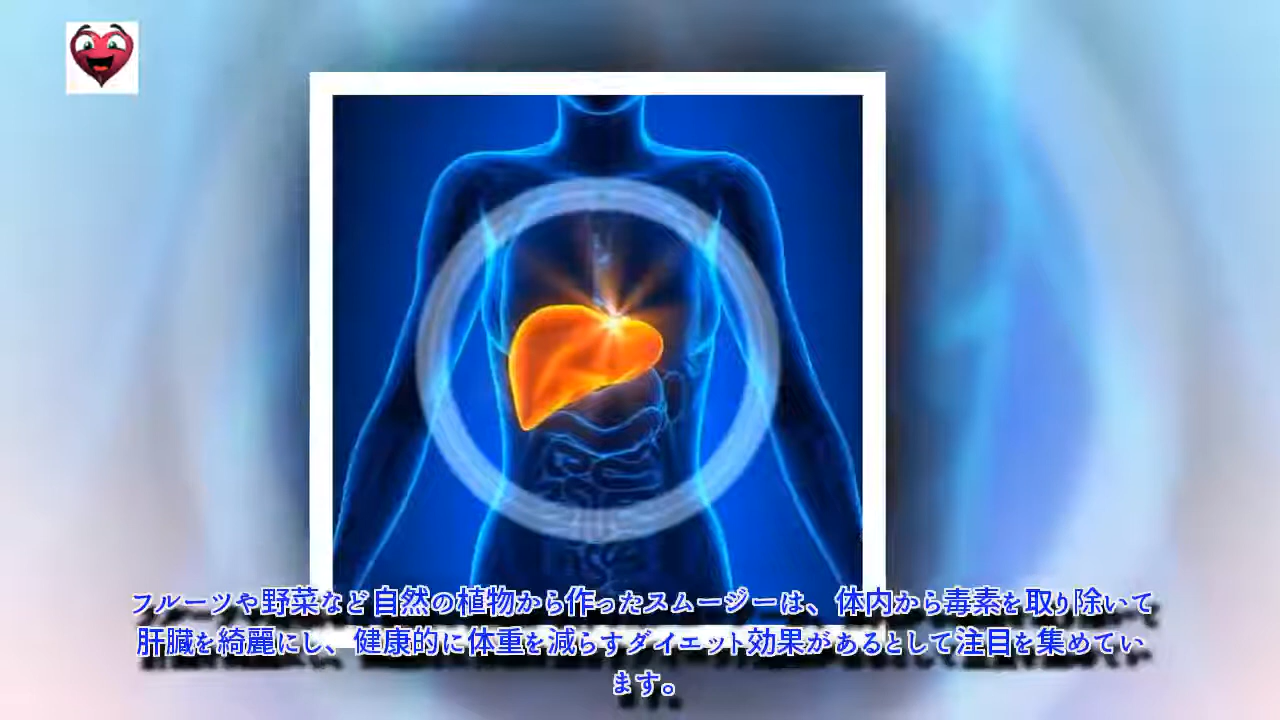 フルーツや野菜など自然の植物から作ったスムージーは、体内から毒素を取り除いて
肝臓を綺麗にし、健康的に体重を減らすダイエット効果があるとして注目を集めてい
ます。